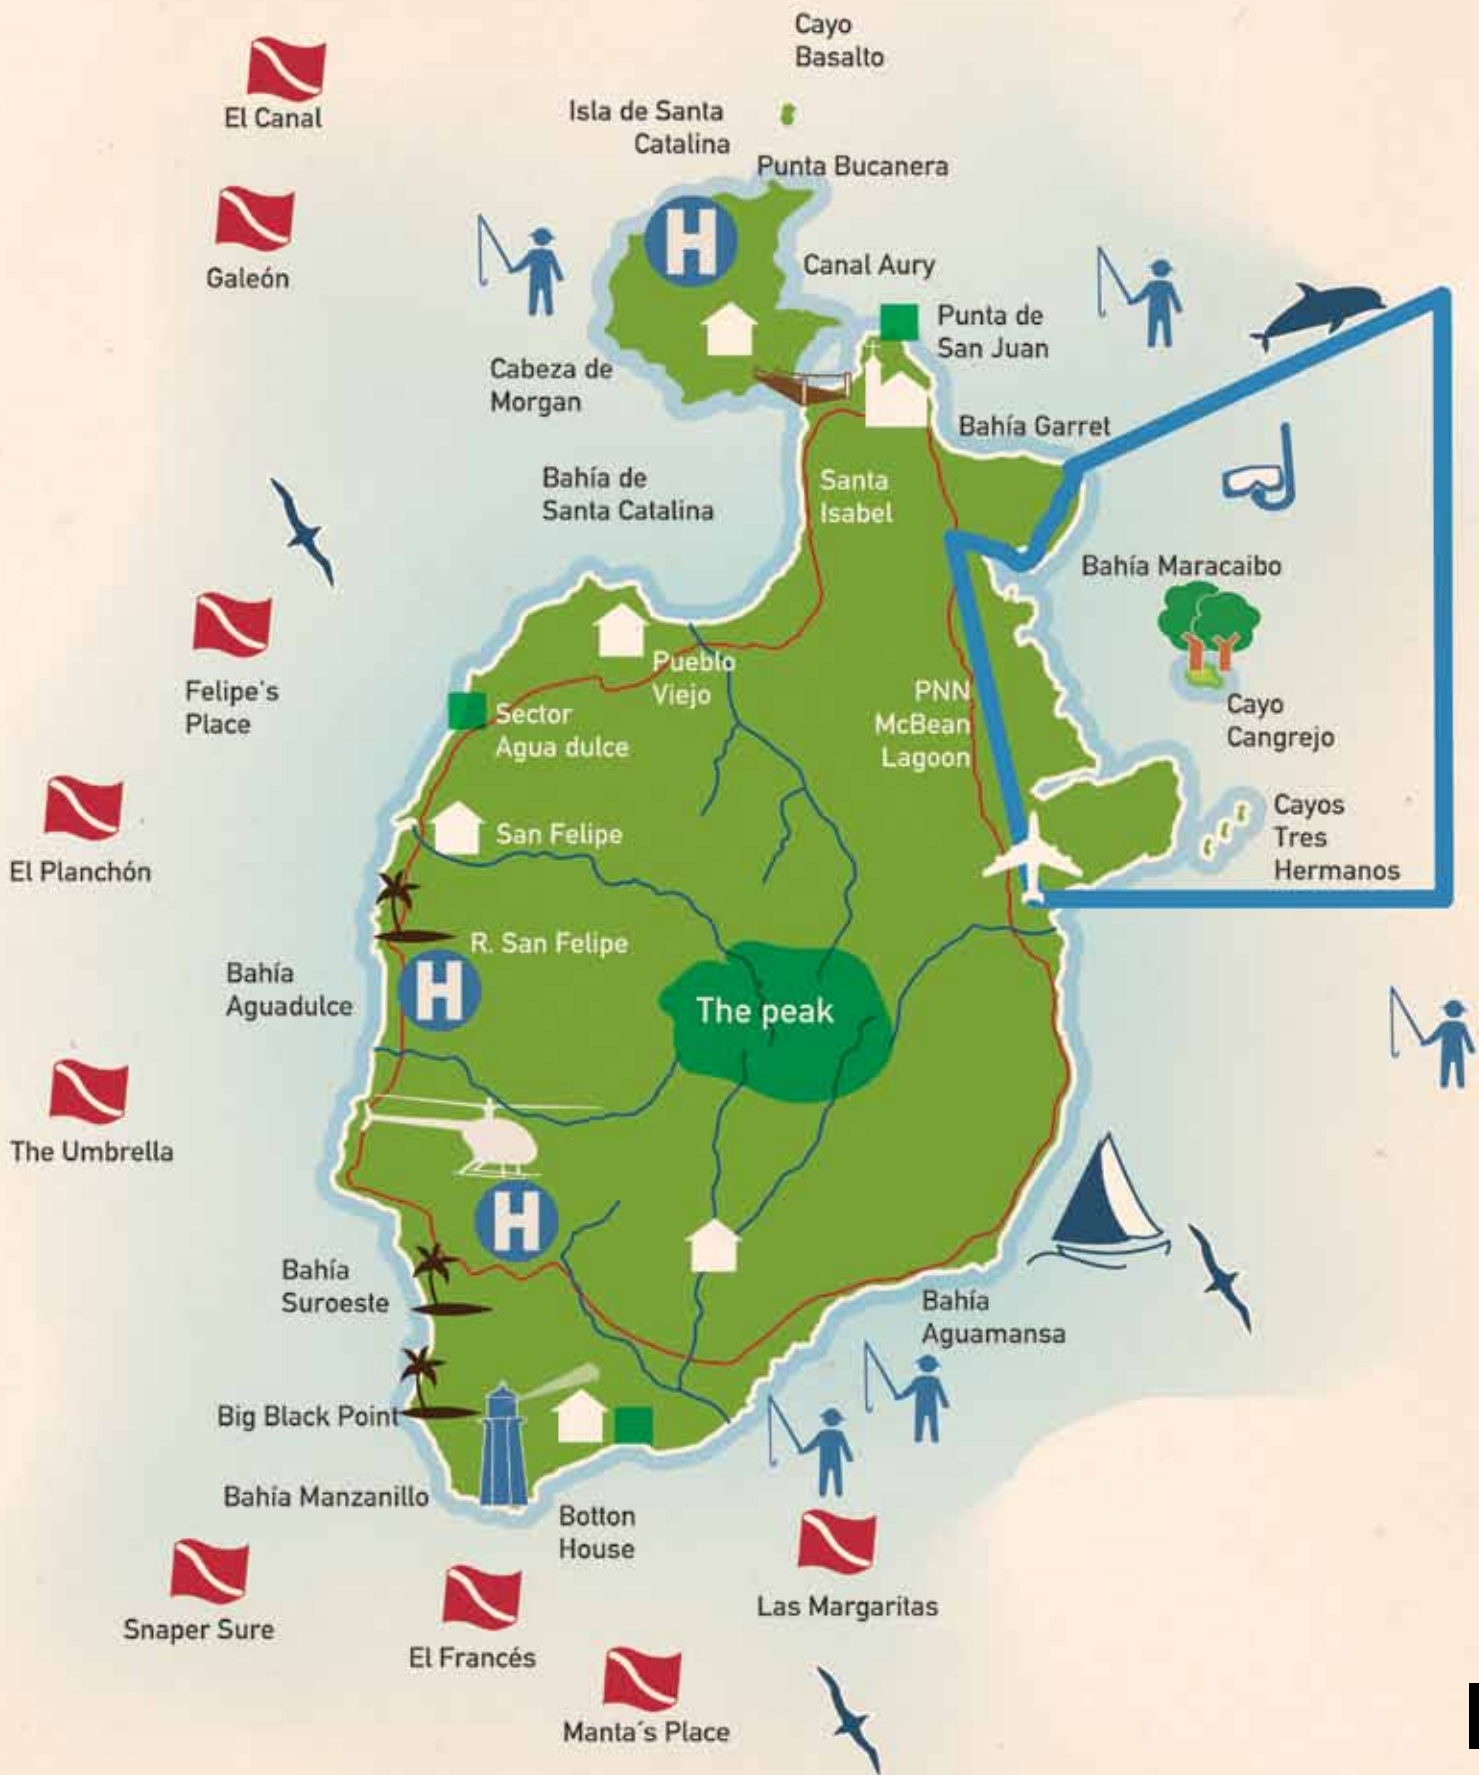 Cayo
Basalto
El Canal
Isla de Santa
Catalina
Punta Bucanera
H
Galeón
Canal Aury
Punta de
San Juan
Cabeza de
Morgan
Bahía Garret
Bahía de
Santa Catalina
Santa
Isabel
Bahía Maracaibo
Felipe's
Place
Pueblo
Viejo
PNN
McBean
Lagoon
Cayo
Cangrejo
Sector
Agua dulce
Cayos
Tres
Hermanos
San Felipe
El Planchón
R. San Felipe
Bahía
Aguadulce
H
The peak
The Umbrella
H
Bahía
Suroeste
Bahía
Aguamansa
Big Black Point
Bahía Manzanillo
Botton
House
Las Margaritas
Snaper Sure
El Francés
Manta´s Place